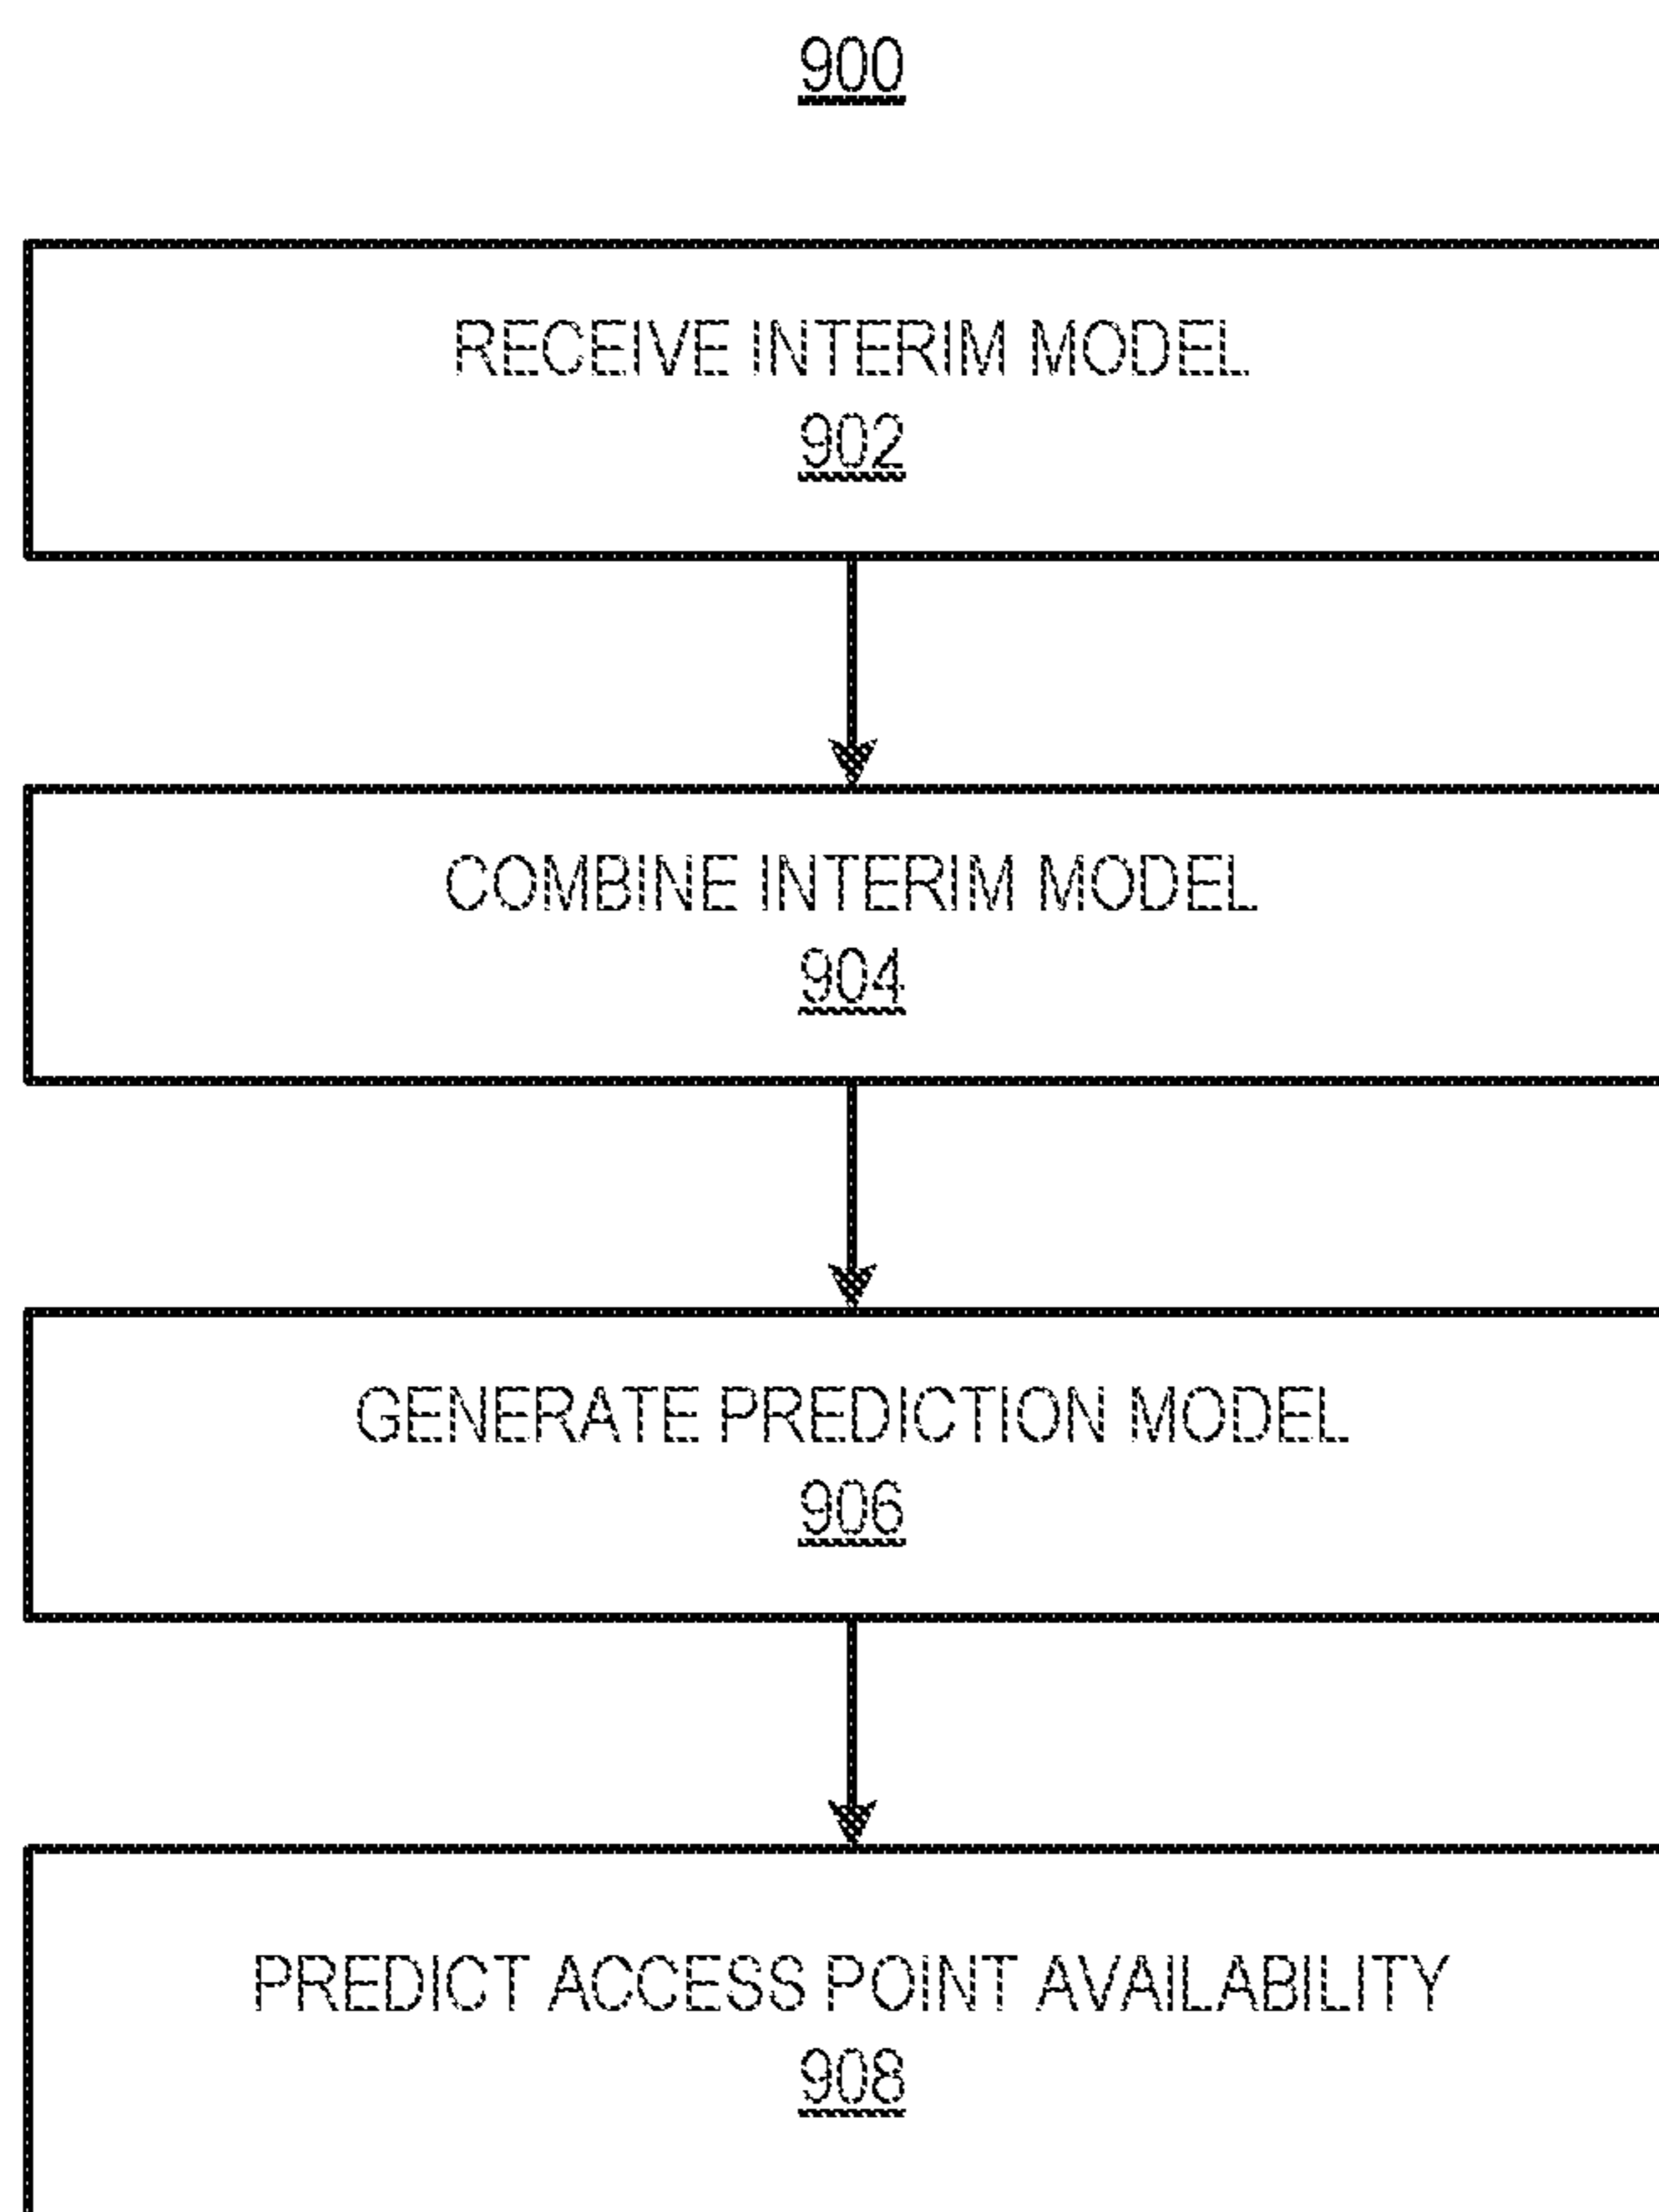 900
RECEIVE INTERIM MODEL
902
COMBINE INTERIM MODEL
904
GENERATE PREDICTION MODEL
906
PREDICT ACCESS POINT AVAILABILITY
908